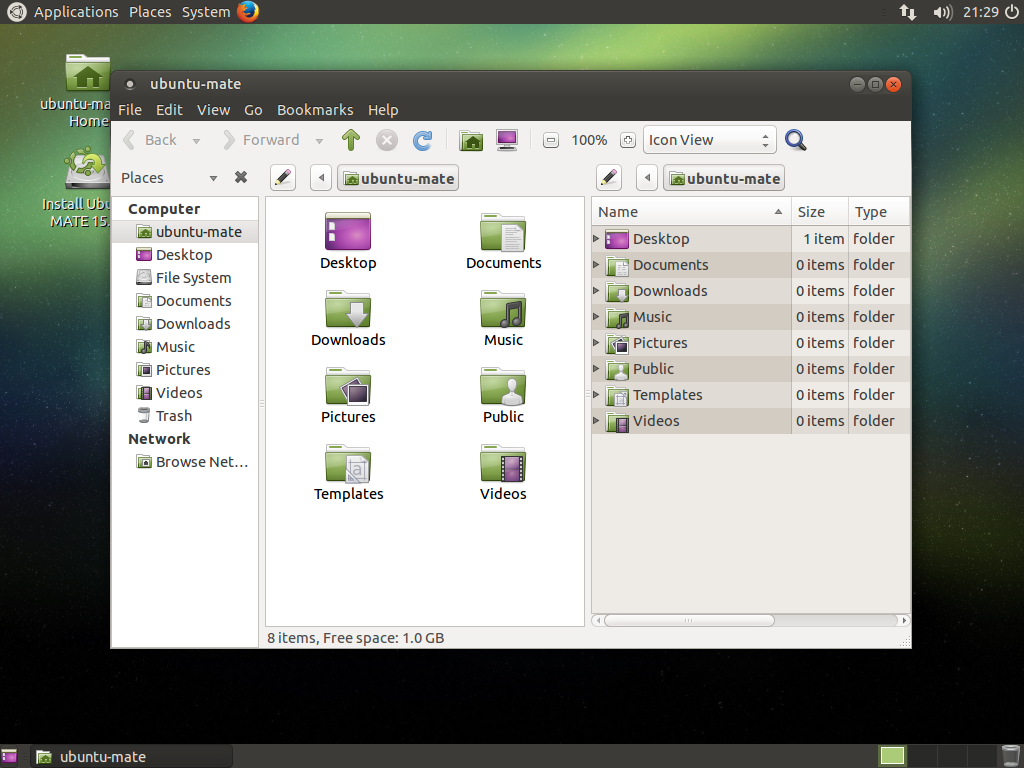 Applications Places System 21:29
ubuntu-ma
Home
Install Ubu
MATE 15.
ubuntu-mate
File Edit View Go Bookmarks Help
Back Forward 100% Icon View
Places ubuntu-mate ubuntu-mate
Computer
ubuntu-mate
Desktop
File System
Documents
Downloads
Music
Pictures
Videos
Trash
Network
Browse Net...
Desktop Documents
Downloads Music
Pictures Public
Templates Videos
Name Size Type
Desktop 1 item folder
Documents 0 items folder
Downloads 0 items folder
Music 0 items folder
Pictures 0 items folder
Public 0 items folder
Templates 0 items folder
Videos 0 items folder
8 items, Free space: 1.0 GB
ubuntu-mate